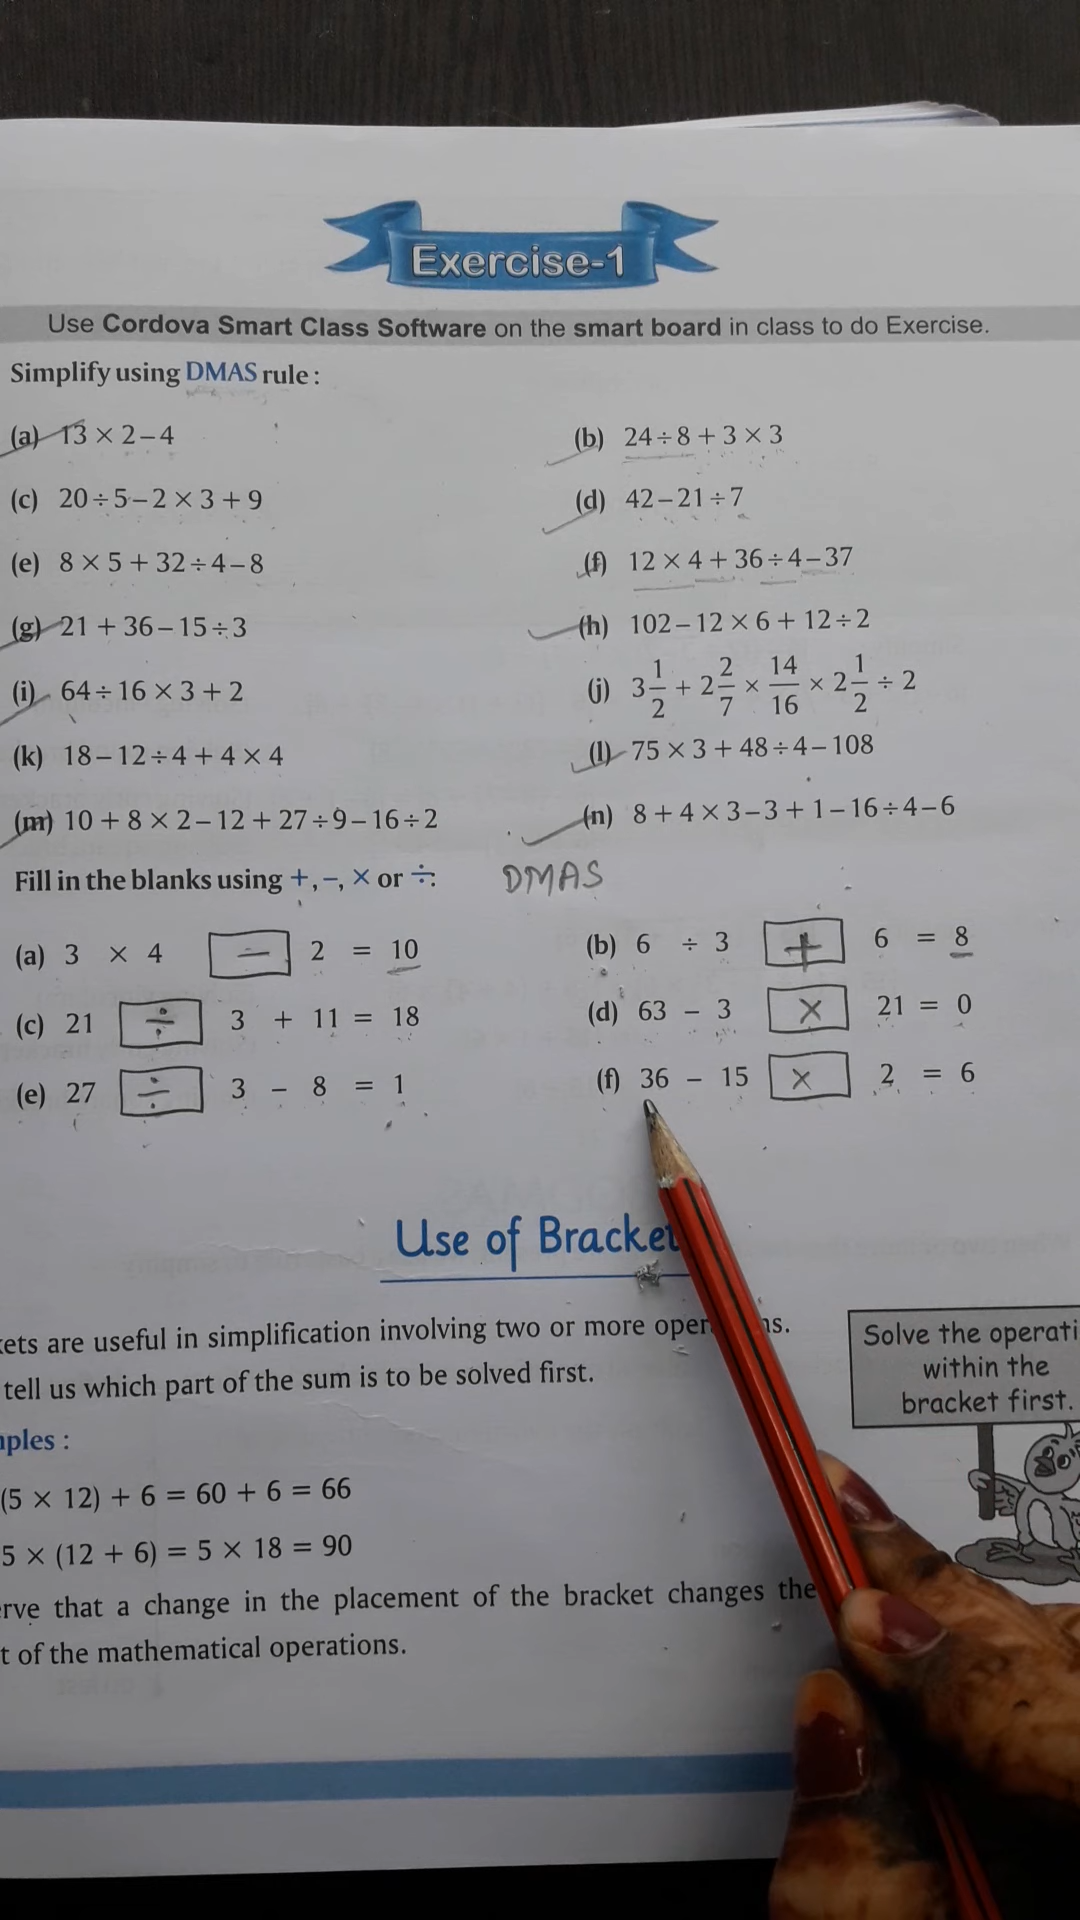 Exercise-1
Use Cordova Smart Class Software on the smart board in class to do Exercise.
Simplify using DMAS rule :
(a) 13 × 2 – 4
(b) 24 ÷ 8 + 3 × 3
(c) 20 ÷ 5 – 2 × 3 + 9
(d) 42 – 21 ÷ 7
(e) 8 × 5 + 32 ÷ 4 – 8
(f) 12 × 4 + 36 ÷ 4 – 37
(g) 21 + 36 – 15 ÷ 3
(h) 102 – 12 × 6 + 12 ÷ 2
(i) 64 ÷ 16 × 3 + 2
(j) 3 1/2 + 2 2/7 × 14/16 × 2 1/2 ÷ 2
(k) 18 – 12 ÷ 4 + 4 × 4
(l) 75 × 3 + 48 ÷ 4 – 108
(m) 10 + 8 × 2 – 12 + 27 ÷ 9 – 16 ÷ 2
(n) 8 + 4 × 3 – 3 + 1 – 16 ÷ 4 – 6
Fill in the blanks using +, –, × or ÷:
DMAS
(a) 3 × 4 – 2 = 10
(b) 6 ÷ 3 + 6 = 8
(c) 21 ÷ 3 + 11 = 18
(d) 63 – 3 × 21 = 0
(e) 27 ÷ 3 – 8 = 1
(f) 36 – 15 × 2 = 6
Use of Bracket
are useful in simplification involving two or more
tell us which part of the sum is to be solved first.
Solve the
within the
bracket first.
(5 × 12) + 6 = 60 + 6 = 66
5 × (12 + 6) = 5 × 18 = 90
that a change in the placement of the bracket changes the
of the mathematical operations.